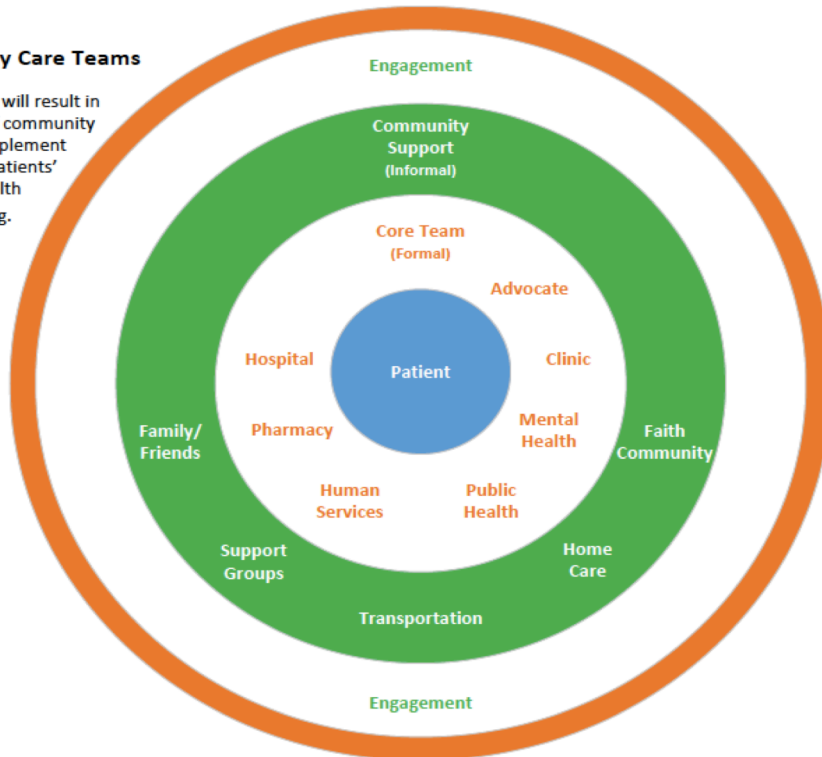 y Care Teams
will result in
community
plement
atients'
lth
g.
Engagement
Community
Support
(Informal)
Core Team
(Formal)
Advocate
Hospital
Clinic
Patient
Pharmacy
Mental
Health
Family/
Friends
Faith
Community
Human
Services
Public
Health
Support
Groups
Home
Care
Transportation
Engagement